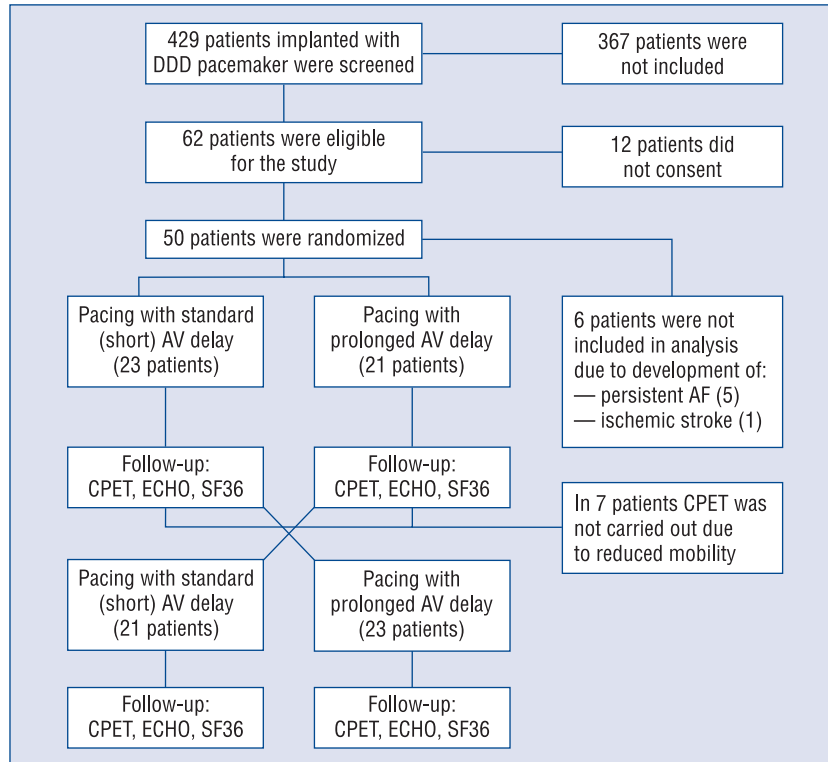 429 patients implanted with
DDD pacemaker were screened
367 patients were
not included
62 patients were eligible
for the study
12 patients did
not consent
50 patients were randomized
Pacing with standard
(short) AV delay
(23 patients)
Pacing with
prolonged AV delay
(21 patients)
6 patients were not
included in analysis
due to development of:
— persistent AF (5)
— ischemic stroke (1)
Follow-up:
CPET, ECHO, SF36
Follow-up:
CPET, ECHO, SF36
In 7 patients CPET was
not carried out due
to reduced mobility
Pacing with standard
(short) AV delay
(21 patients)
Pacing with
prolonged AV delay
(23 patients)
Follow-up:
CPET, ECHO, SF36
Follow-up:
CPET, ECHO, SF36